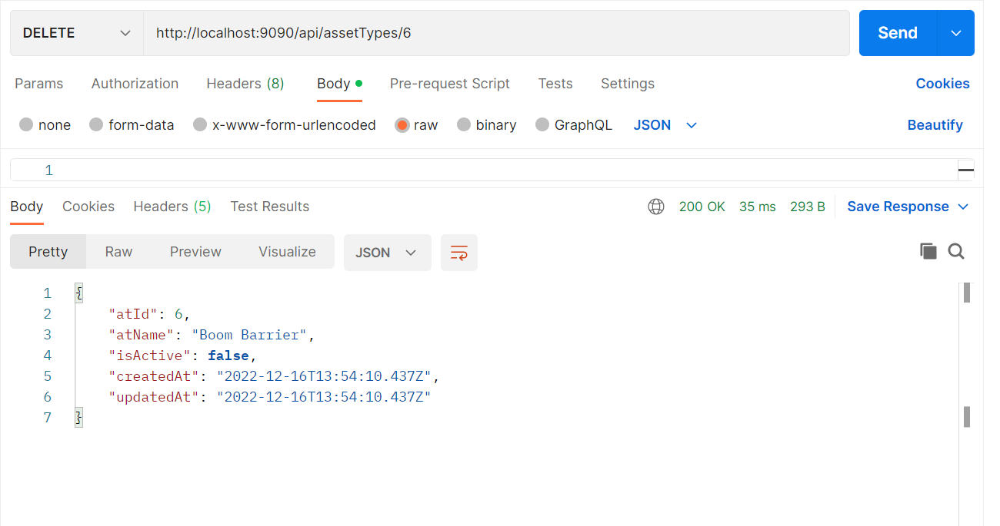 DELETE http://localhost:9090/api/assetTypes/6 Send
Params Authorization Headers (8) Body Pre-request Script Tests Settings Cookies
none form-data x-www-form-urlencoded raw binary GraphQL JSON Beautify
1
Body Cookies Headers (5) Test Results 200 OK 35 ms 293 B Save Response
Pretty Raw Preview Visualize JSON
1 {
2 "atId": 6,
3 "atName": "Boom Barrier",
4 "isActive": false,
5 "createdAt": "2022-12-16T13:54:10.437Z",
6 "updatedAt": "2022-12-16T13:54:10.437Z"
7 }